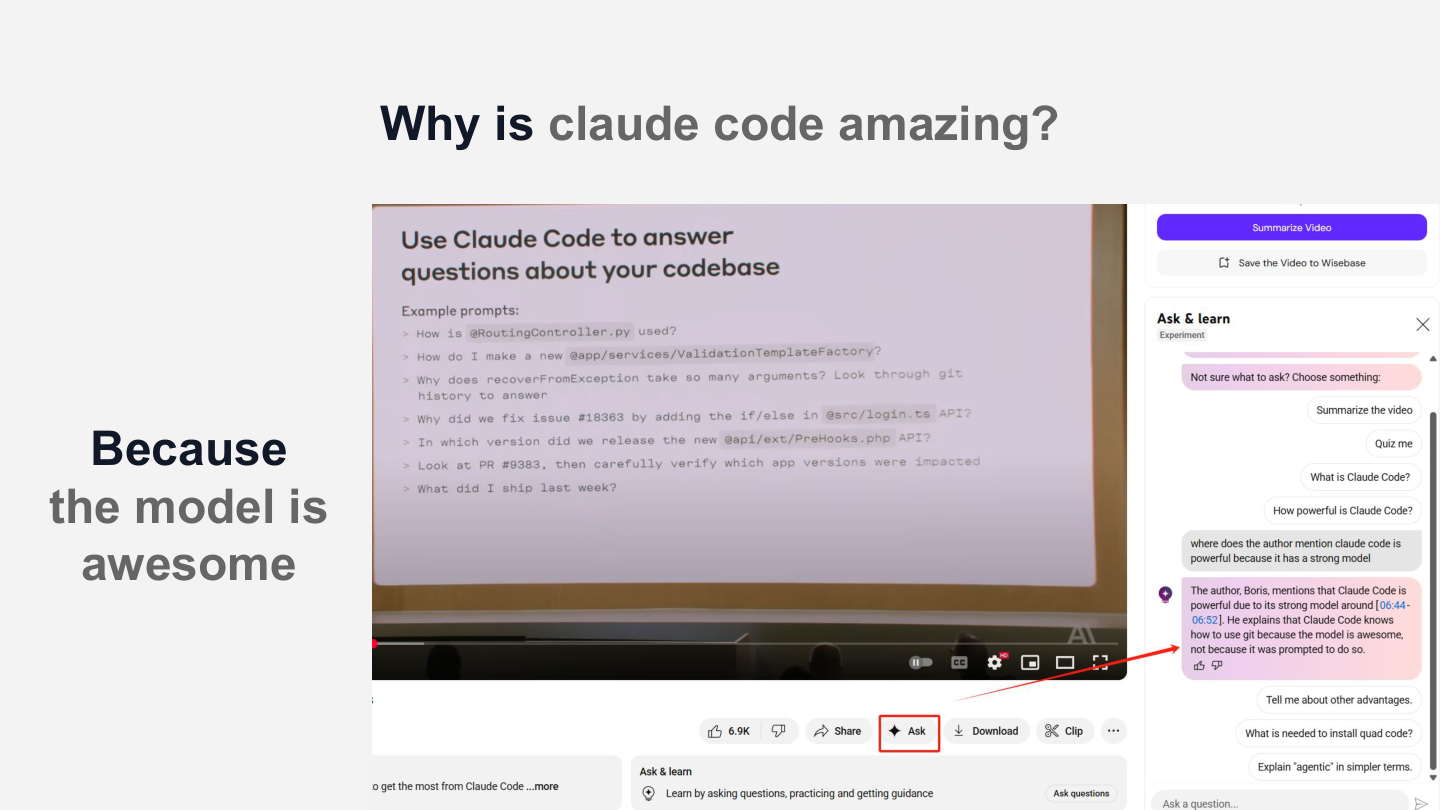 Why is claude code amazing?
Because
the model is
awesome
Use Claude Code to answer
questions about your codebase
Example prompts:
> How is @RoutingController.py used?
> How do I make a new @app/services/ValidationTemplateFactory?
> Why does recoverFromException take so many arguments? Look through git
history to answer
> Why did we fix issue #18363 by adding the if/else in @src/login.ts API?
> In which version did we release the new @api/ext/PreHooks.php API?
> Look at PR #9383, then carefully verify which app versions were impacted
> What did I ship last week?
A\
CC
HD
6.9K
Share
Ask
Download
Clip
...
o get the most from Claude Code ...more
Ask & learn
Learn by asking questions, practicing and getting guidance
Ask questions
Summarize Video
Save the Video to Wisebase
Ask & learn
Experiment
Not sure what to ask? Choose something:
Summarize the video
Quiz me
What is Claude Code?
How powerful is Claude Code?
where does the author mention claude code is
powerful because it has a strong model
The author, Boris, mentions that Claude Code is
powerful due to its strong model around [06:44-
06:52]. He explains that Claude Code knows
how to use git because the model is awesome,
not because it was prompted to do so.
Tell me about other advantages.
What is needed to install quad code?
Explain "agentic" in simpler terms.
Ask a question...